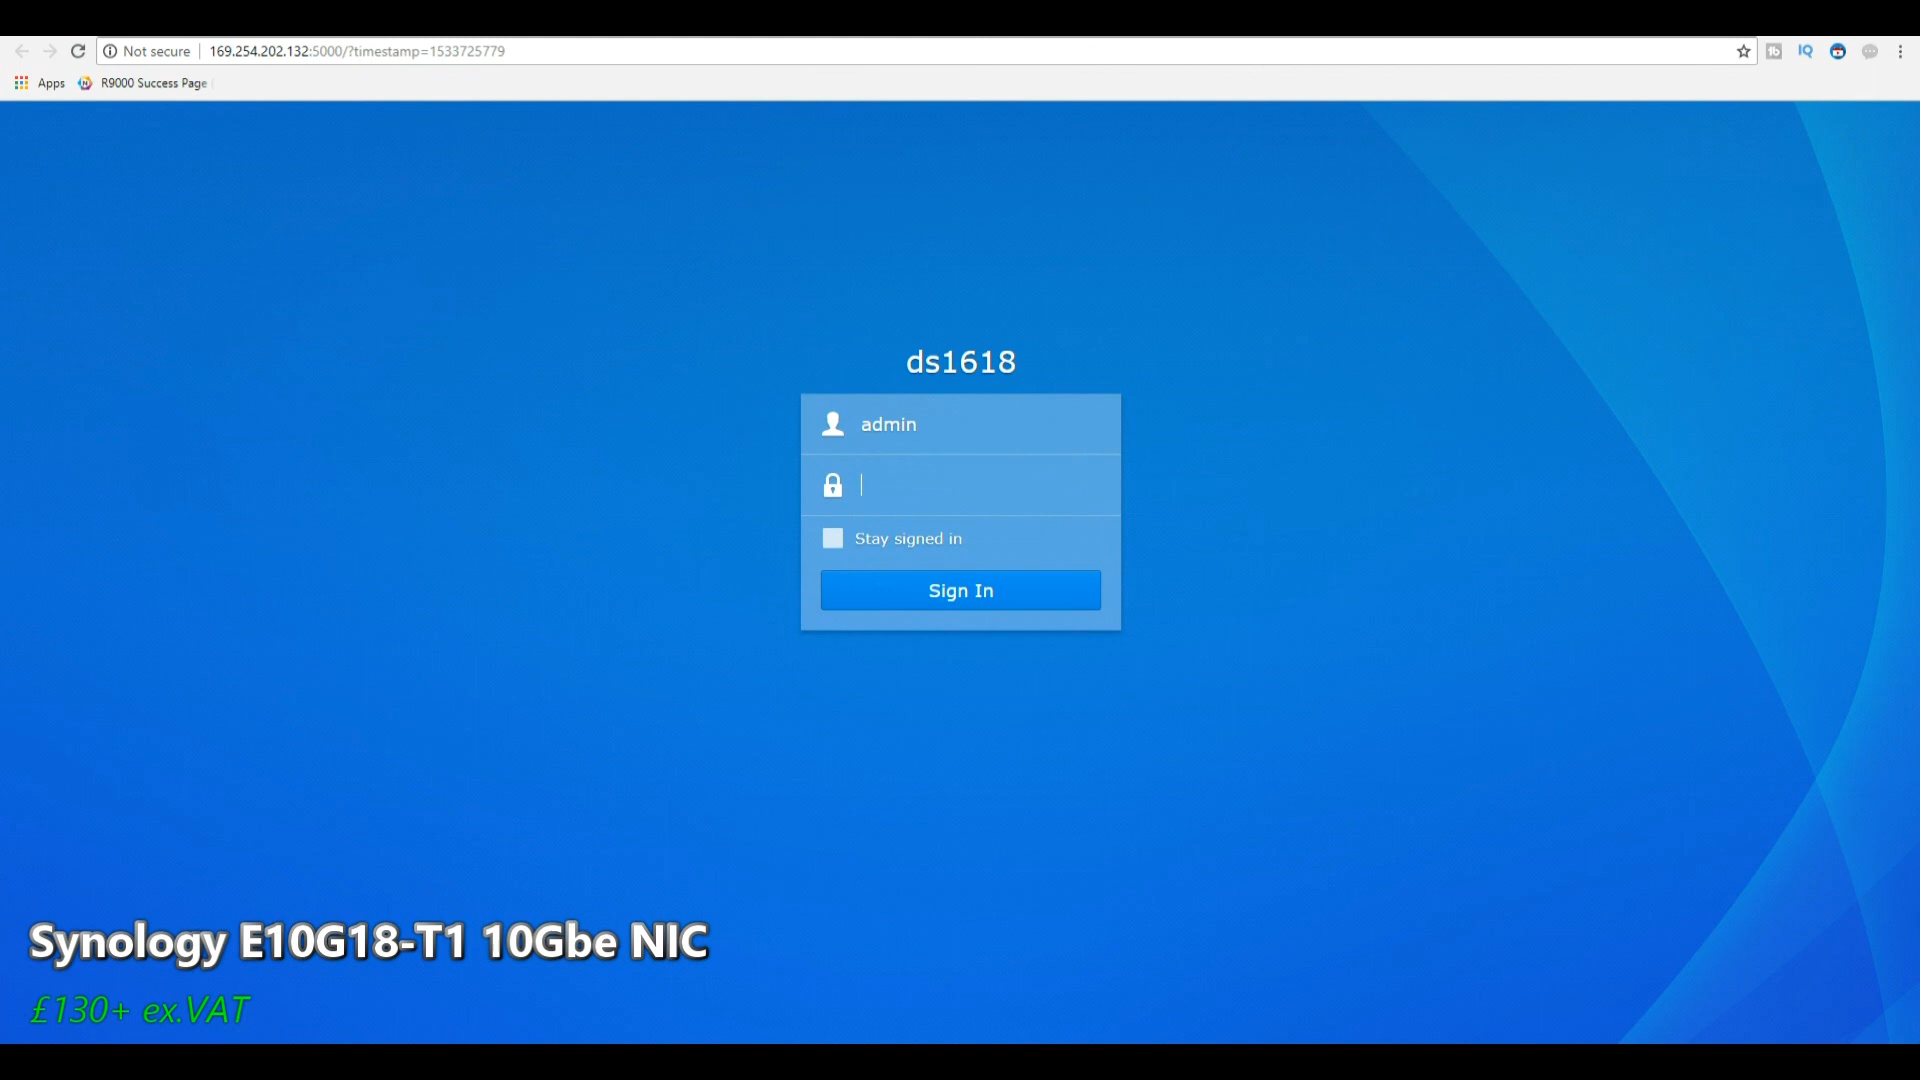 Not secure 169.254.202.132:5000/?timestamp=1533725779
Apps R9000 Success Page
ds1618
admin
Stay signed in
Sign In
Synology E10G18-T1 10Gbe NIC
£130+ ex.VAT